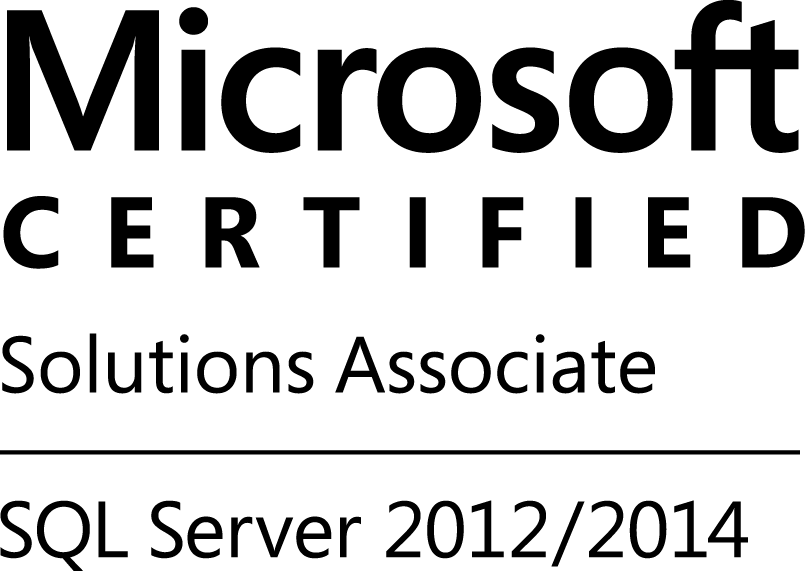 Microsoft
CERTIFIED
Solutions Associate
SQL Server 2012/2014